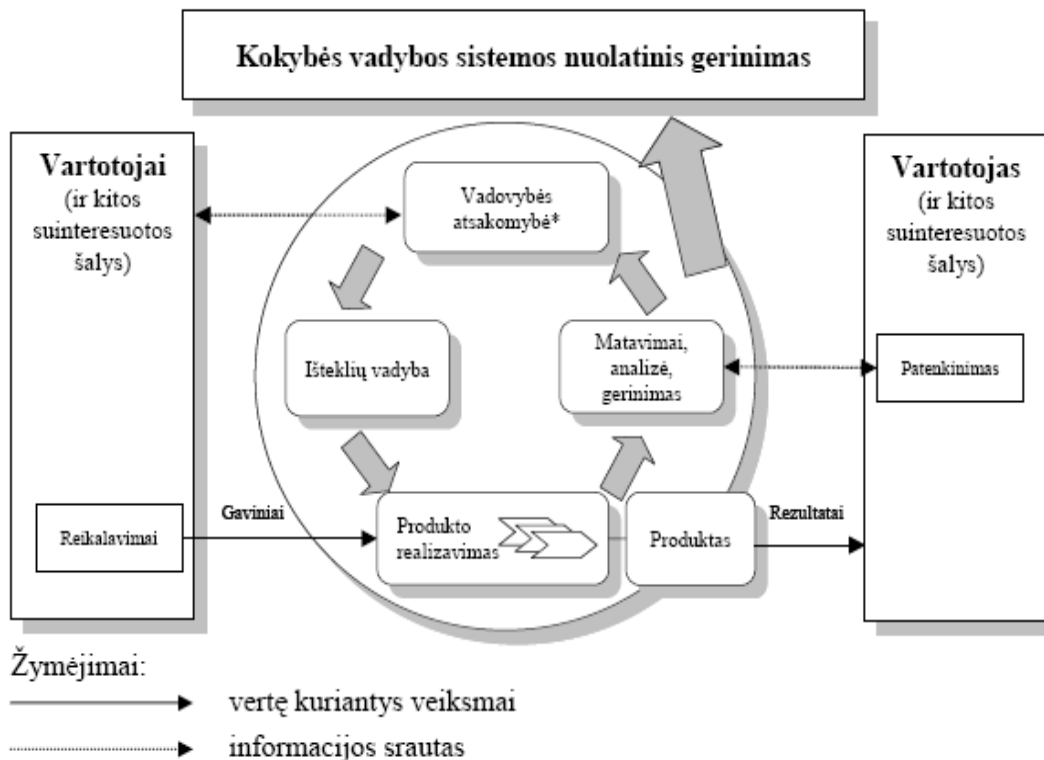 Kokybės vadybos sistemos nuolatinis gerinimas
Vartotojai
(ir kitos
suinteresuotos
šalys)
Vadovybės
atsakomybė*
Vartotojas
(ir kitos
suinteresuotos
šalys)
Išteklių vadyba
Matavimai,
analizė,
gerinimas
Patenkinimas
Reikalavimai
Gaviniai
Produkto
realizavimas
Produktas
Rezultatai
Žymėjimai:
vertę kuriantys veiksmai
informacijos srautas